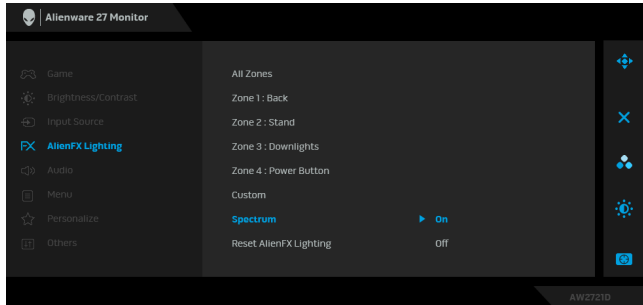 Alienware 27 Monitor
Game
Brightness/Contrast
Input Source
FX AlienFX Lighting
Audio
Menu
Personalize
Others
All Zones
Zone 1 : Back
Zone 2 : Stand
Zone 3 : Downlights
Zone 4 : Power Button
Custom
Spectrum On
Reset AlienFX Lighting Off
AW2721D